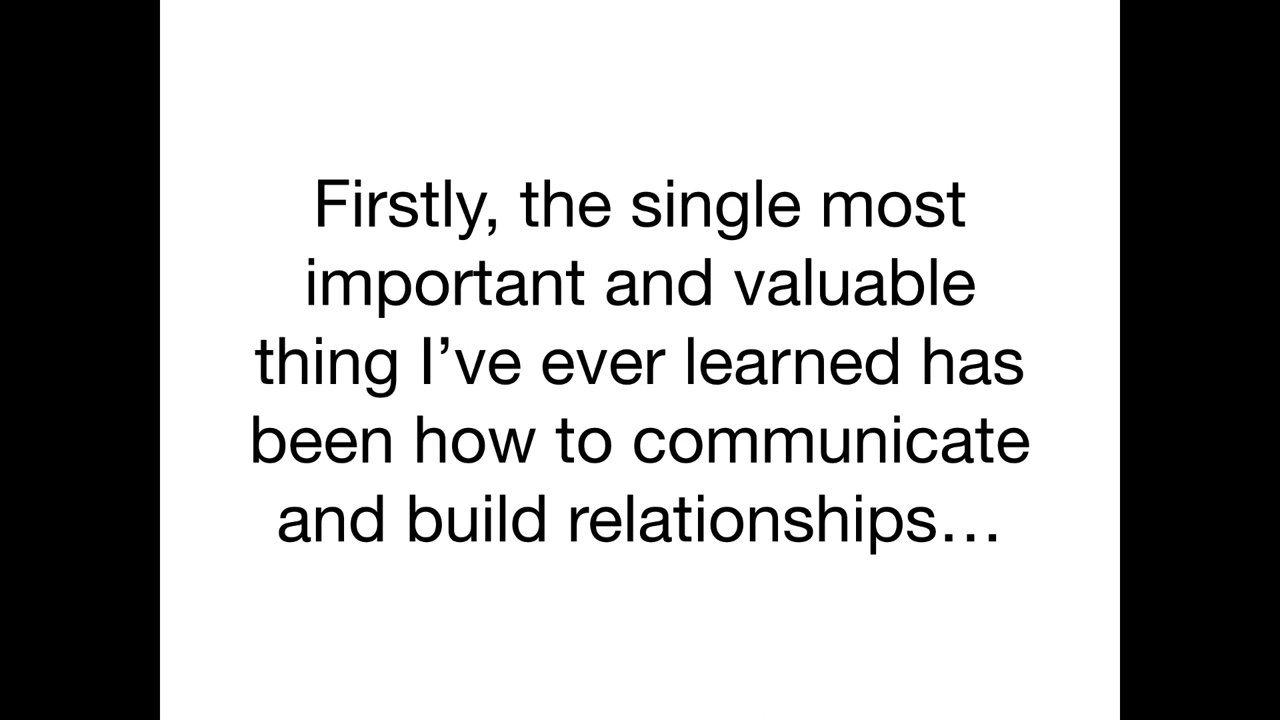 Firstly, the single most
important and valuable
thing I’ve ever learned has
been how to communicate
and build relationships…